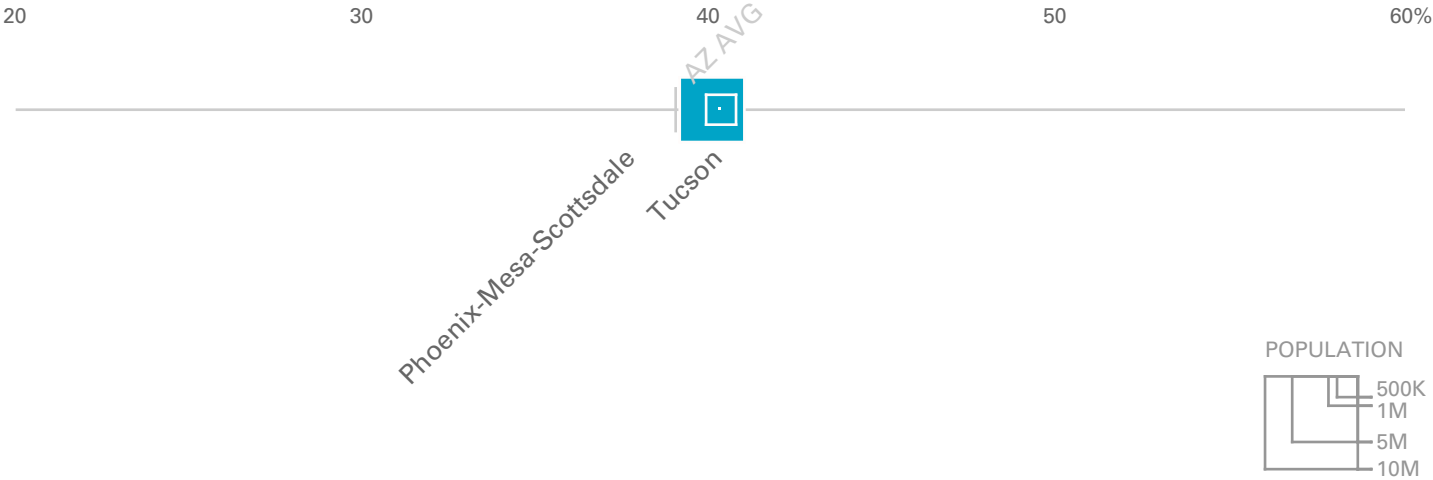 20 30 40 50 60%
AZ AVG
Phoenix-Mesa-Scottsdale
Tucson
POPULATION
500K
1M
5M
10M